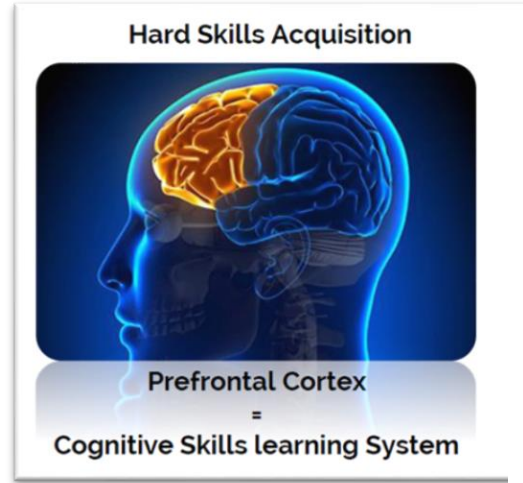 Hard Skills Acquisition
Prefrontal Cortex
=
Cognitive Skills learning System